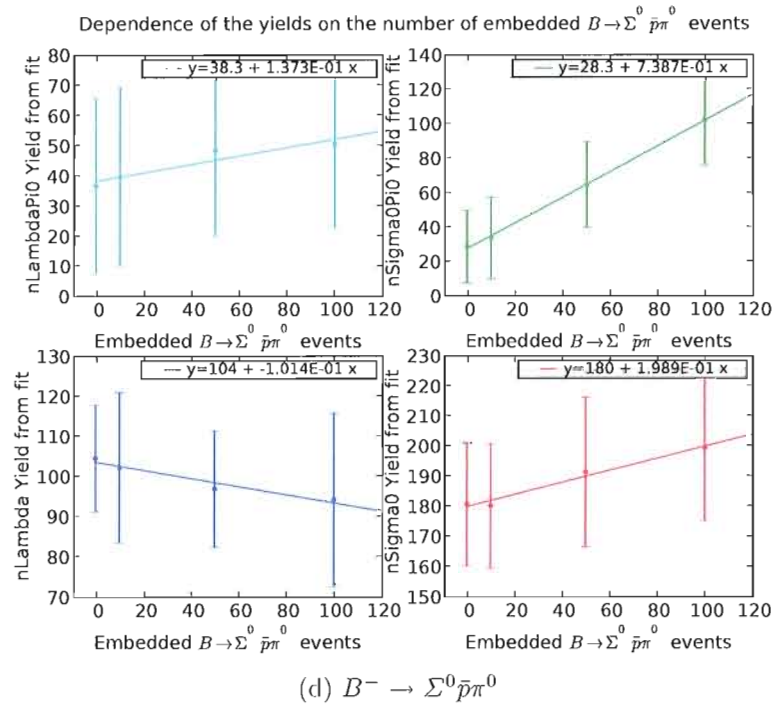 Dependence of the yields on the number of embedded B→Σ⁰ p̄π⁰ events
nLambdaPi0 Yield from fit
80
70
60
50
40
30
20
10
0
y=38.3 + 1.373E-01 x
0 20 40 60 80 100 120
Embedded B→Σ⁰ p̄π⁰ events
nSigma0Pi0 Yield from fit
140
120
100
80
60
40
20
0
y=28.3 + 7.387E-01 x
0 20 40 60 80 100 120
Embedded B→Σ⁰ p̄π⁰ events
nLambda Yield from fit
130
120
110
100
90
80
70
y=104 + -1.014E-01 x
0 20 40 60 80 100 120
Embedded B→Σ⁰ p̄π⁰ events
nSigma0 Yield from fit
230
220
210
200
190
180
170
160
150
y=180 + 1.989E-01 x
0 20 40 60 80 100 120
Embedded B→Σ⁰ p̄π⁰ events
(d) B⁻ → Σ⁰p̄π⁰